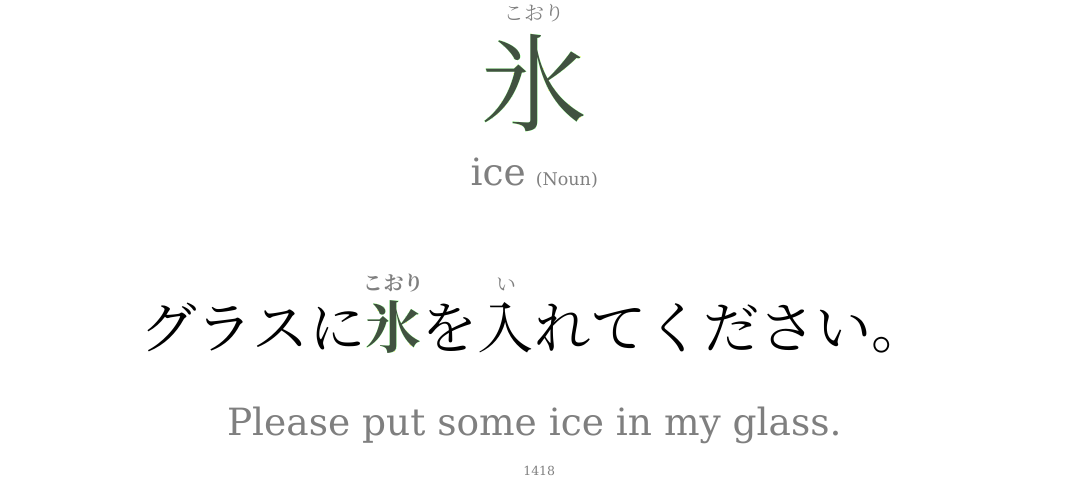 こおり
氷
ice (Noun)
こおり い
グラスに氷を入れてください。
Please put some ice in my glass.
1418